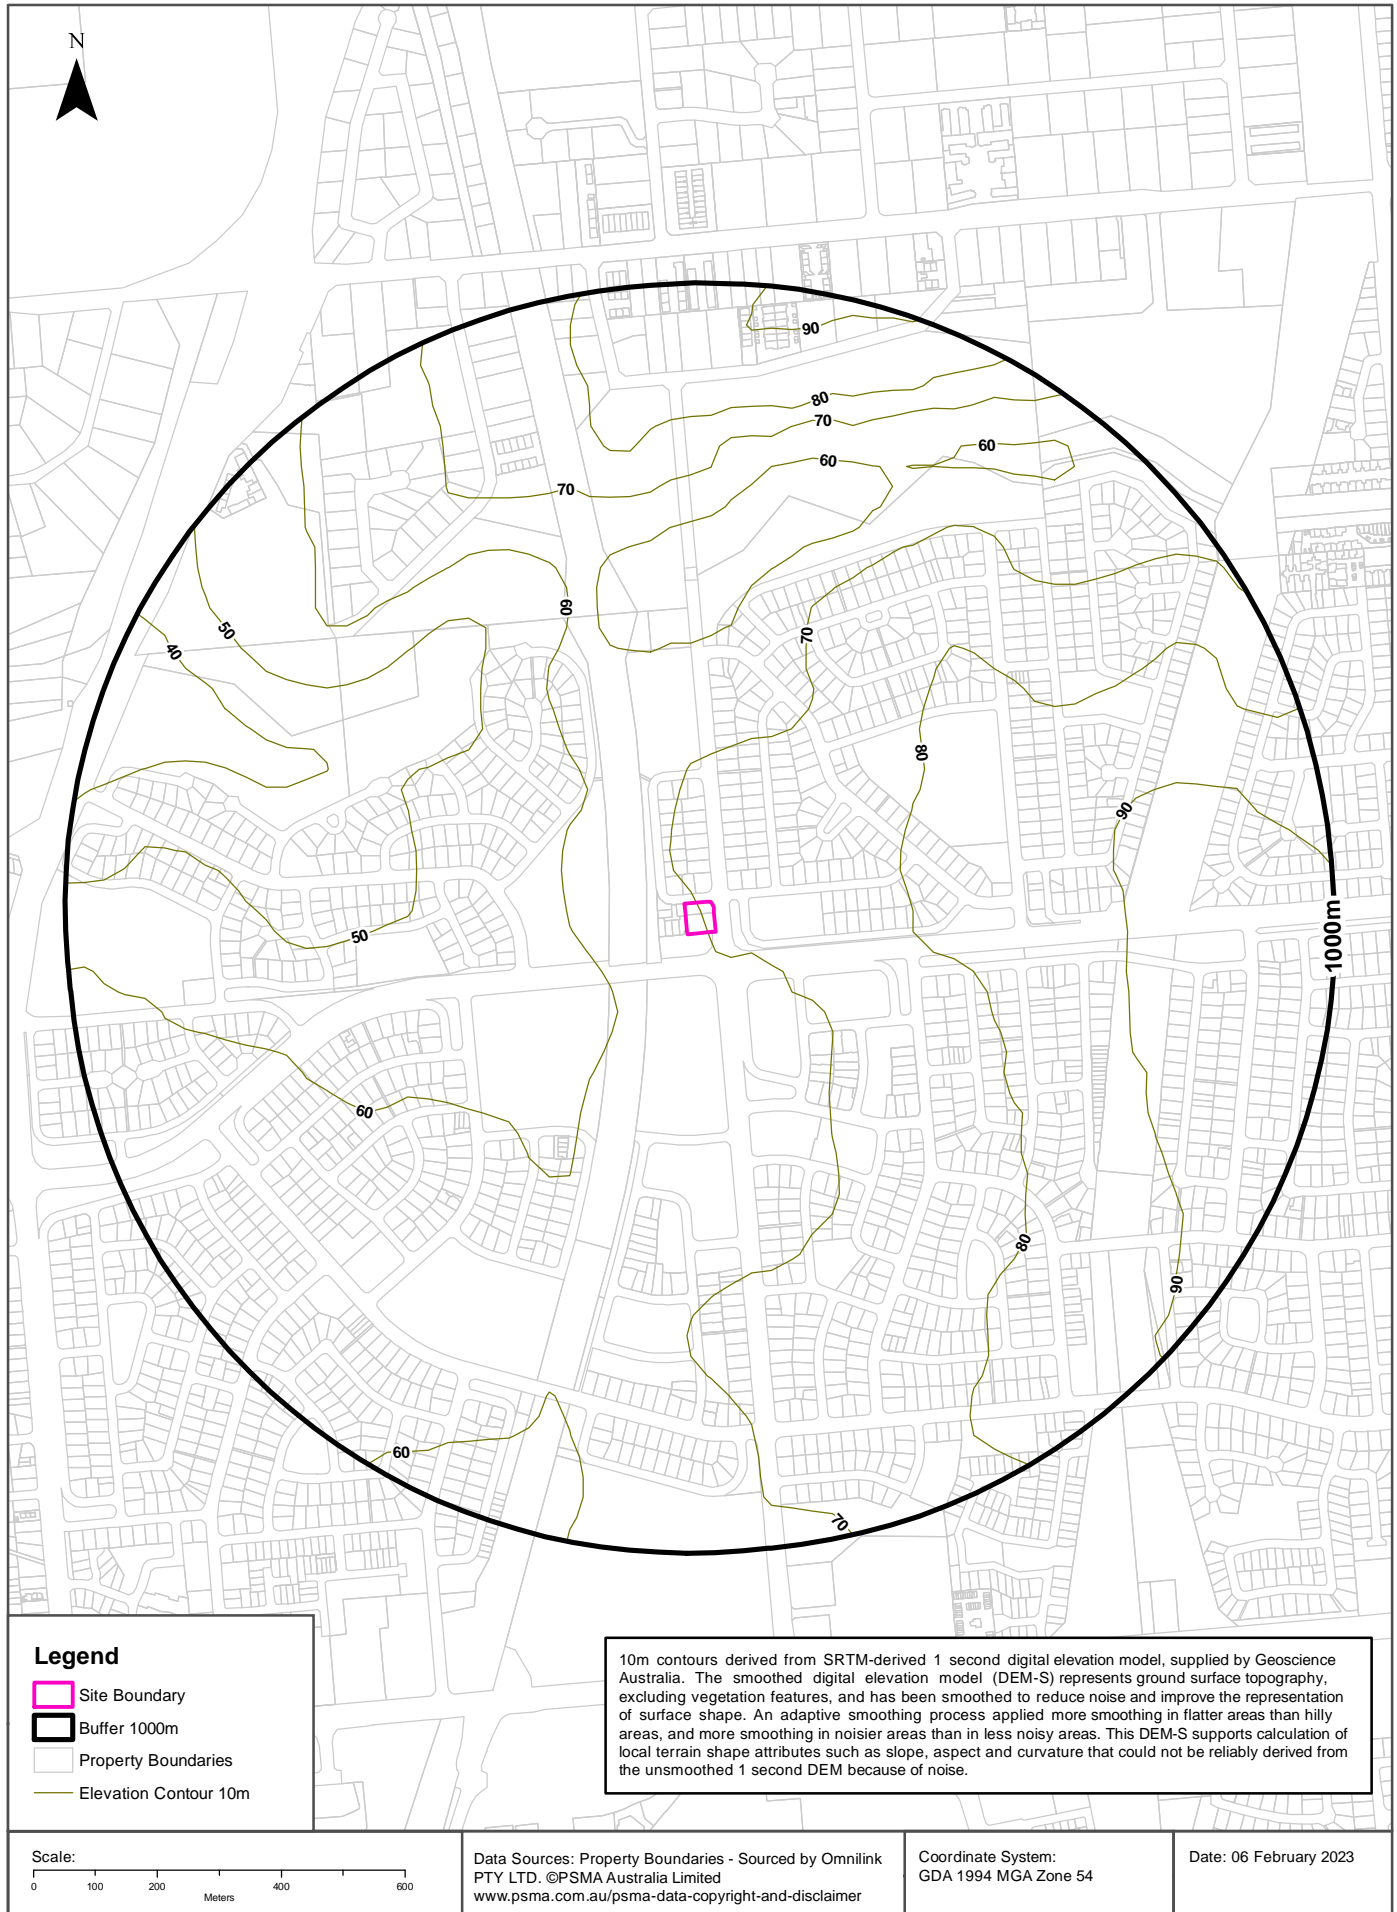 N
90
80
70
60
60
70
60
50
40
70
80
90
50
1000m
60
80
90
60
70
Legend
Site Boundary
Buffer 1000m
Property Boundaries
Elevation Contour 10m
10m contours derived from SRTM-derived 1 second digital elevation model, supplied by Geoscience
Australia. The smoothed digital elevation model (DEM-S) represents ground surface topography,
excluding vegetation features, and has been smoothed to reduce noise and improve the representation
of surface shape. An adaptive smoothing process applied more smoothing in flatter areas than hilly
areas, and more smoothing in noisier areas than in less noisy areas. This DEM-S supports calculation of
local terrain shape attributes such as slope, aspect and curvature that could not be reliably derived from
the unsmoothed 1 second DEM because of noise.
Scale:
0 100 200 400 600
Meters
Data Sources: Property Boundaries - Sourced by Omnilink
PTY LTD. ©PSMA Australia Limited
www.psma.com.au/psma-data-copyright-and-disclaimer
Coordinate System:
GDA 1994 MGA Zone 54
Date: 06 February 2023